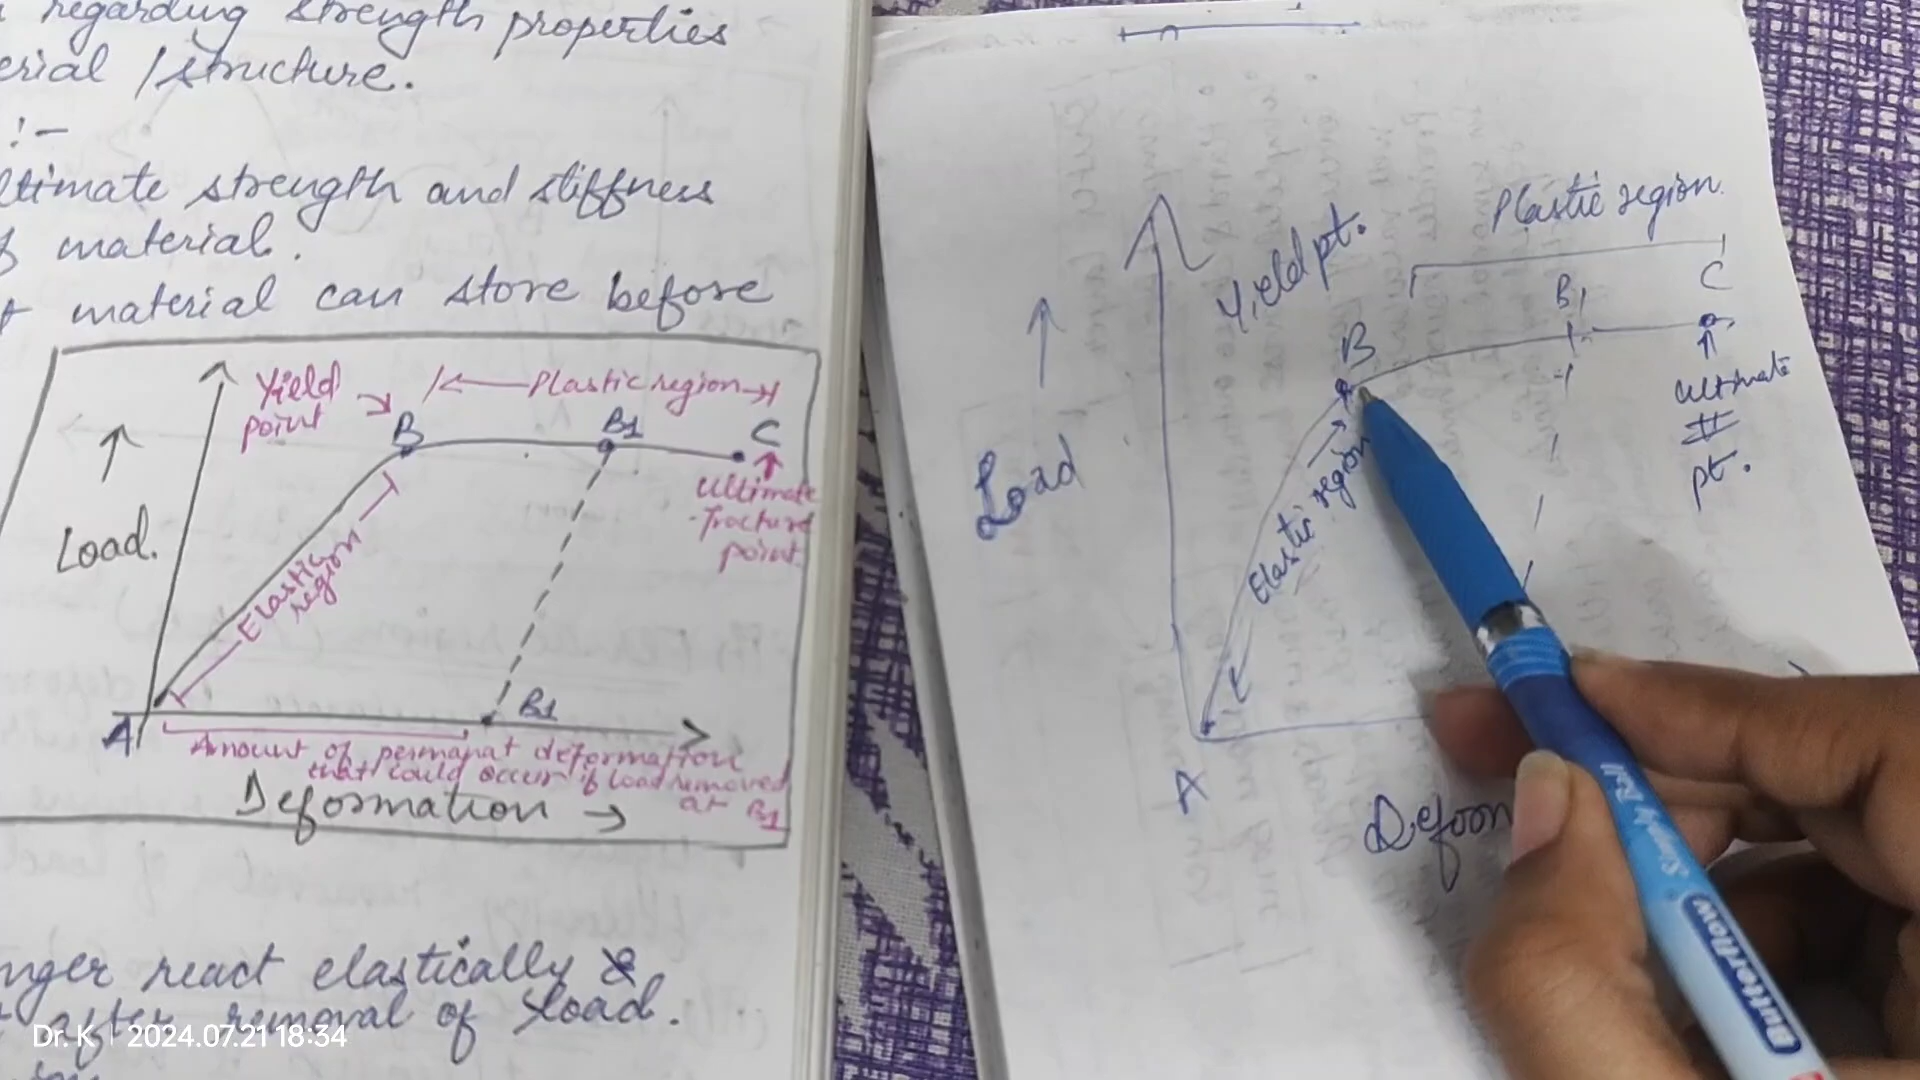 regarding strength properties
erial / structure.
:-
ltimate strength and stiffness
f material.
t material can store before
Yield
point
Plastic region
B
B1
C
Load.
Elastic
region
Ultimate
fracture
point
A
B1
Amount of permanat deformation
that could occur if load removed
at B1
Deformation →
nger react elastically &
after removal of load.
Dr. K | 2024.07.21 18:34
Plastic region.
Yield pt.
B1
C
B
Load
Elastic region
ultimate
pt.
A
Defor
Simply Roll
Butterflow